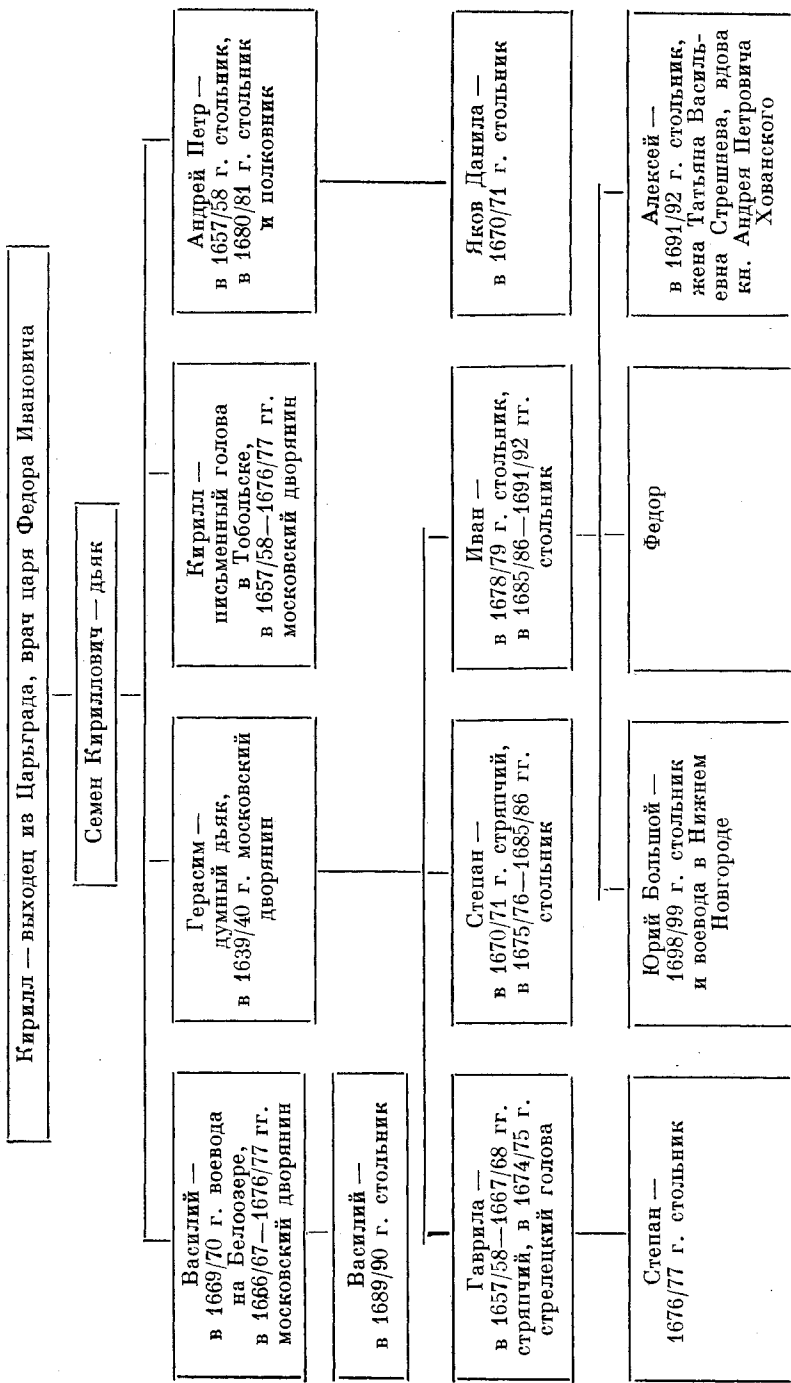 Кирилл — выходец из Царьграда, врач царя Федора Ивановича
Семен Кириллович — дьяк
Василий —
в 1669/70 г. воевода
на Белоозере,
в 1666/67—1676/77 гг.
московский дворянин
Герасим —
думный дьяк,
в 1639/40 г. московский
дворянин
Кирилл —
письменный голова
в Тобольске,
в 1657/58—1676/77 гг.
московский дворянин
Андрей Петр —
в 1657/58 г. стольник,
в 1680/81 г. стольник
и полковник
Василий —
в 1689/90 г. стольник
Гаврила —
в 1657/58—1667/68 гг.
стряпчий, в 1674/75 г.
стрелецкий голова
Степан —
в 1670/71 г. стряпчий,
в 1675/76—1685/86 гг.
стольник
Иван —
в 1678/79 г. стольник,
в 1685/86—1691/92 гг.
стольник
Яков Данила —
в 1670/71 г. стольник
Степан —
1676/77 г. стольник
Юрий Большой —
1698/99 г. стольник
и воевода в Нижнем
Новгороде
Федор
Алексей —
в 1691/92 г. стольник,
жена Татьяна Василь-
евна Стрешнева, вдова
кн. Андрея Петровича
Хованского